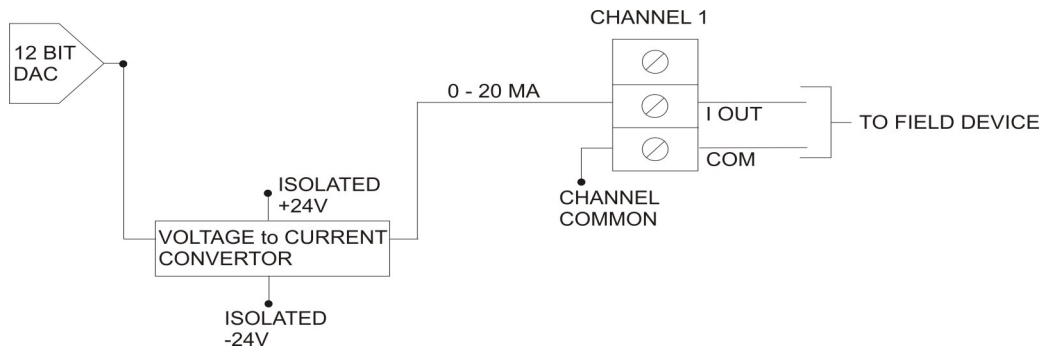 CHANNEL 1
12 BIT
DAC
0 - 20 MA
I OUT
TO FIELD DEVICE
COM
ISOLATED
+24V
CHANNEL
COMMON
VOLTAGE to CURRENT
CONVERTOR
ISOLATED
-24V